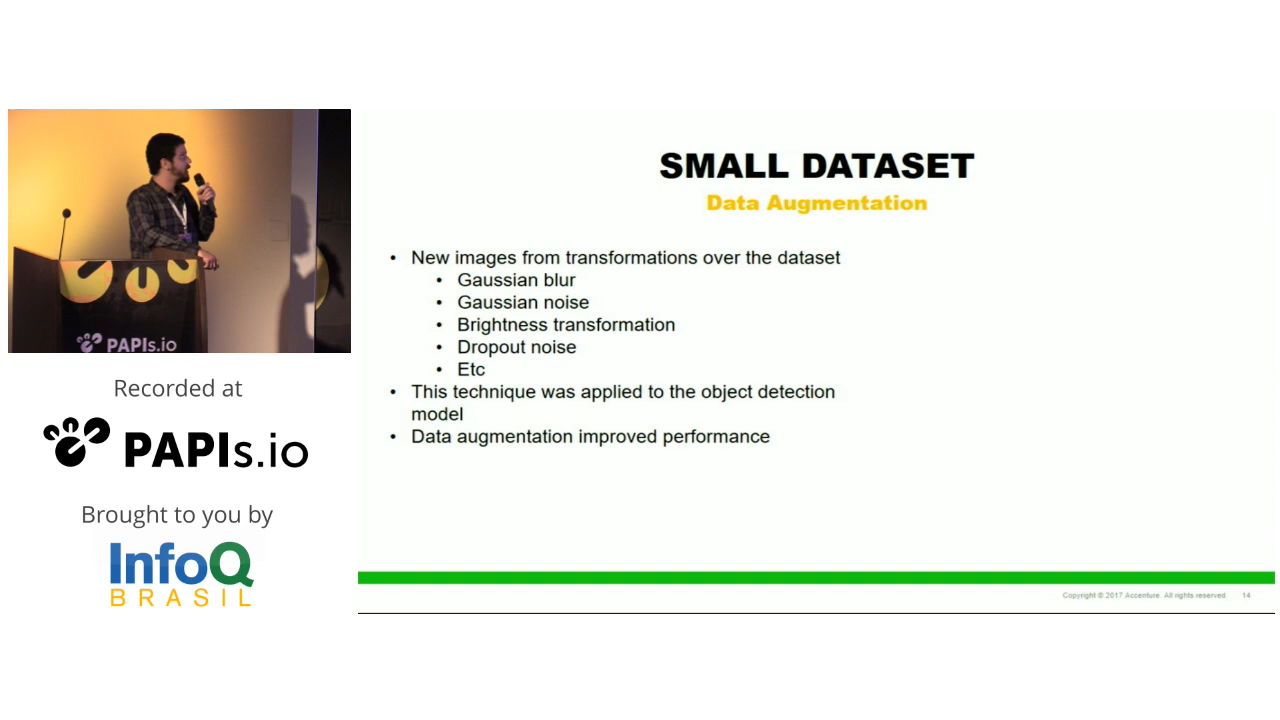 PAPIs.io
Recorded at
PAPIs.io
Brought to you by
InfoQ
BRASIL
SMALL DATASET
Data Augmentation
• New images from transformations over the dataset
• Gaussian blur
• Gaussian noise
• Brightness transformation
• Dropout noise
• Etc
• This technique was applied to the object detection
model
• Data augmentation improved performance
Copyright © 2017 Accenture. All rights reserved. 14